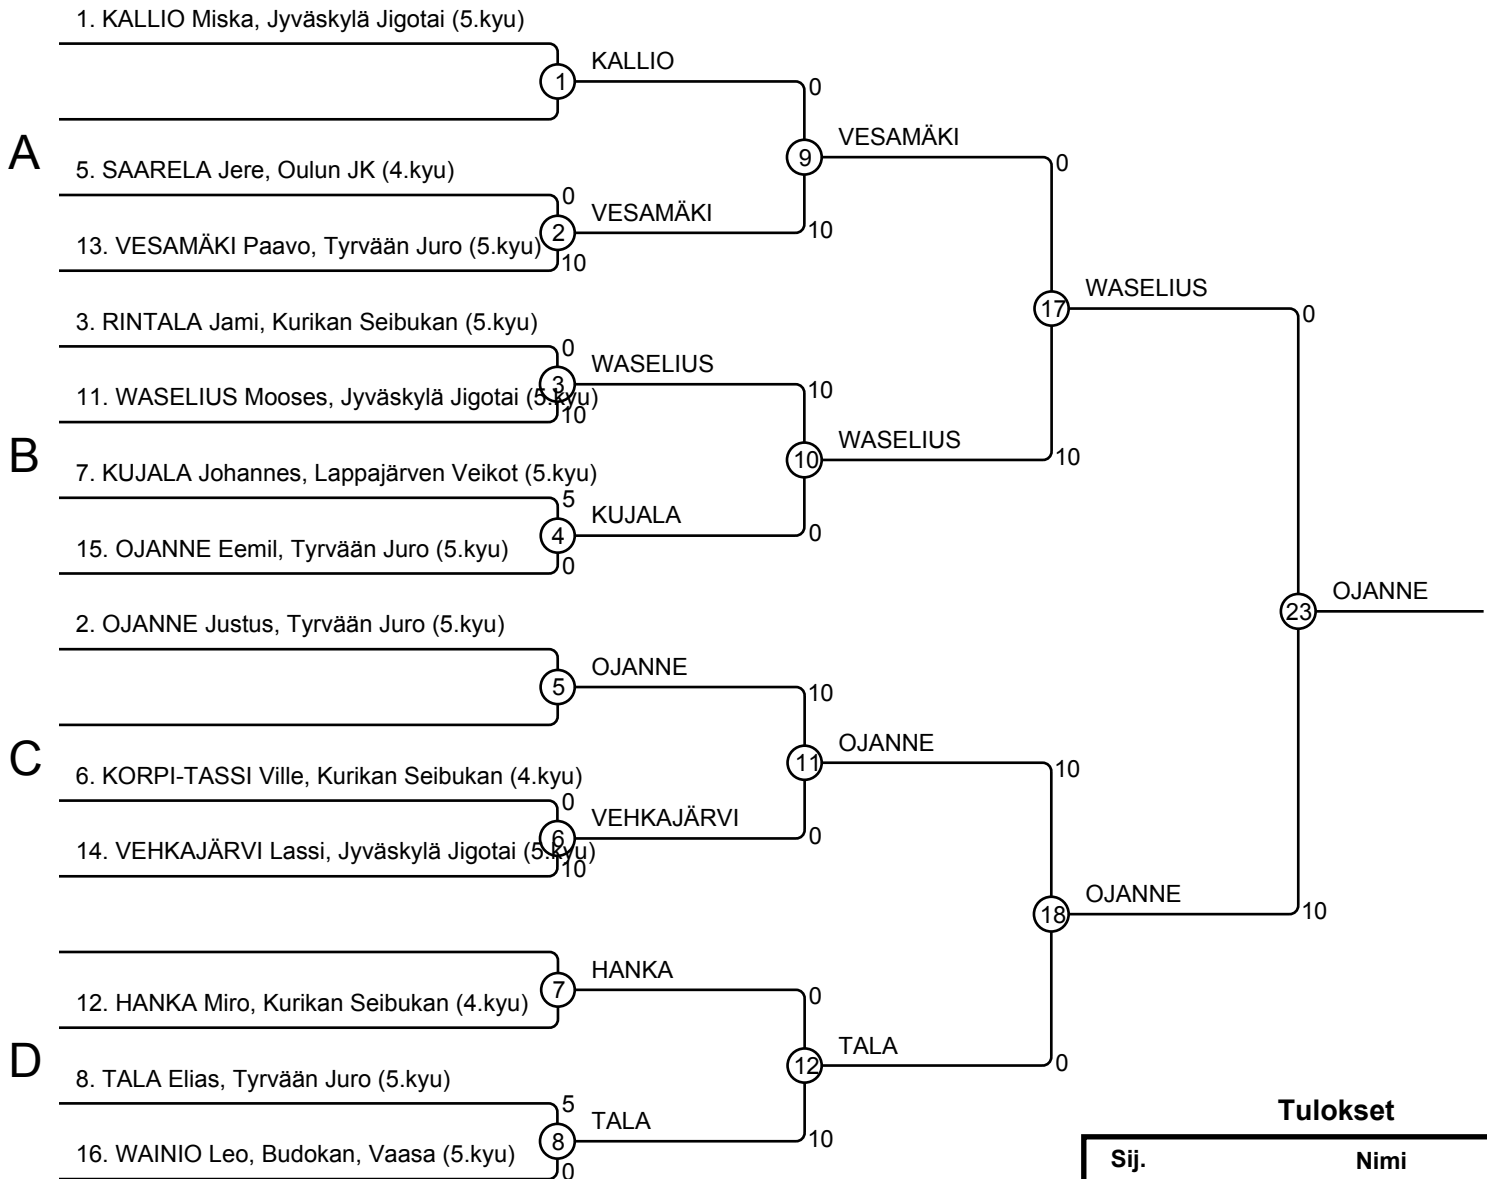 1. KALLIO Miska, Jyväskylä Jigotai (5.kyu)
KALLIO
1
0
A
VESAMÄKI
9
0
5. SAARELA Jere, Oulun JK (4.kyu)
0
VESAMÄKI
2
10
13. VESAMÄKI Paavo, Tyrvään Juro (5.kyu)
10
WASELIUS
17
0
3. RINTALA Jami, Kurikan Seibukan (5.kyu)
0
WASELIUS
3
10
11. WASELIUS Mooses, Jyväskylä Jigotai (5.kyu)
10
B
WASELIUS
10
10
7. KUJALA Johannes, Lappajärven Veikot (5.kyu)
5
KUJALA
4
0
15. OJANNE Eemil, Tyrvään Juro (5.kyu)
0
OJANNE
23
2. OJANNE Justus, Tyrvään Juro (5.kyu)
OJANNE
5
10
C
OJANNE
11
10
6. KORPI-TASSI Ville, Kurikan Seibukan (4.kyu)
0
VEHKAJÄRVI
6
0
14. VEHKAJÄRVI Lassi, Jyväskylä Jigotai (5.kyu)
10
OJANNE
18
10
HANKA
7
0
12. HANKA Miro, Kurikan Seibukan (4.kyu)
D
TALA
12
0
8. TALA Elias, Tyrvään Juro (5.kyu)
5
TALA
8
10
16. WAINIO Leo, Budokan, Vaasa (5.kyu)
0
Tulokset
Sij. Nimi